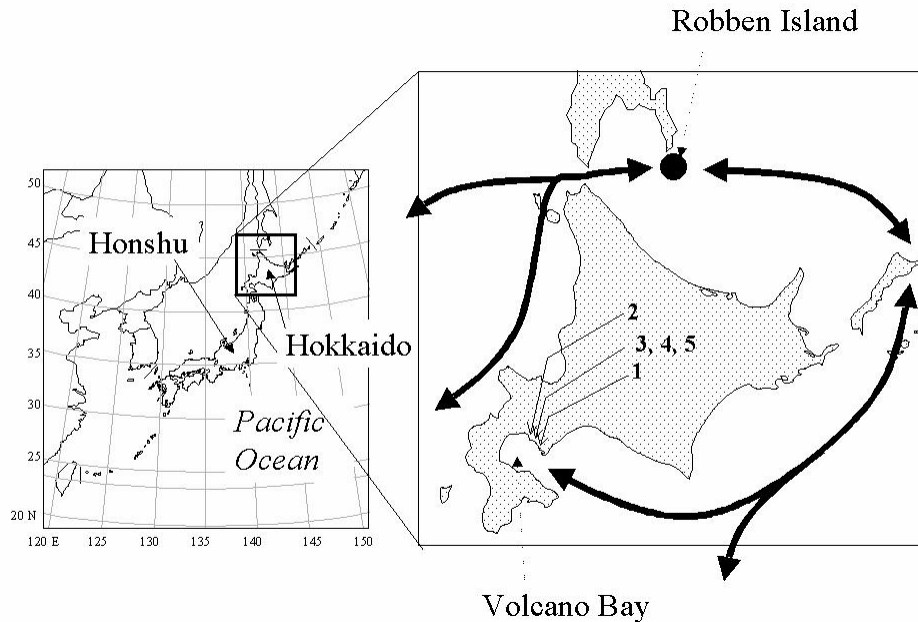 Robben Island
50
45
40
35
30
25
20 N
120 E
125
135
130
140
145
150
Honshu
Hokkaido
Pacific
Ocean
2
3, 4, 5
1
Volcano Bay